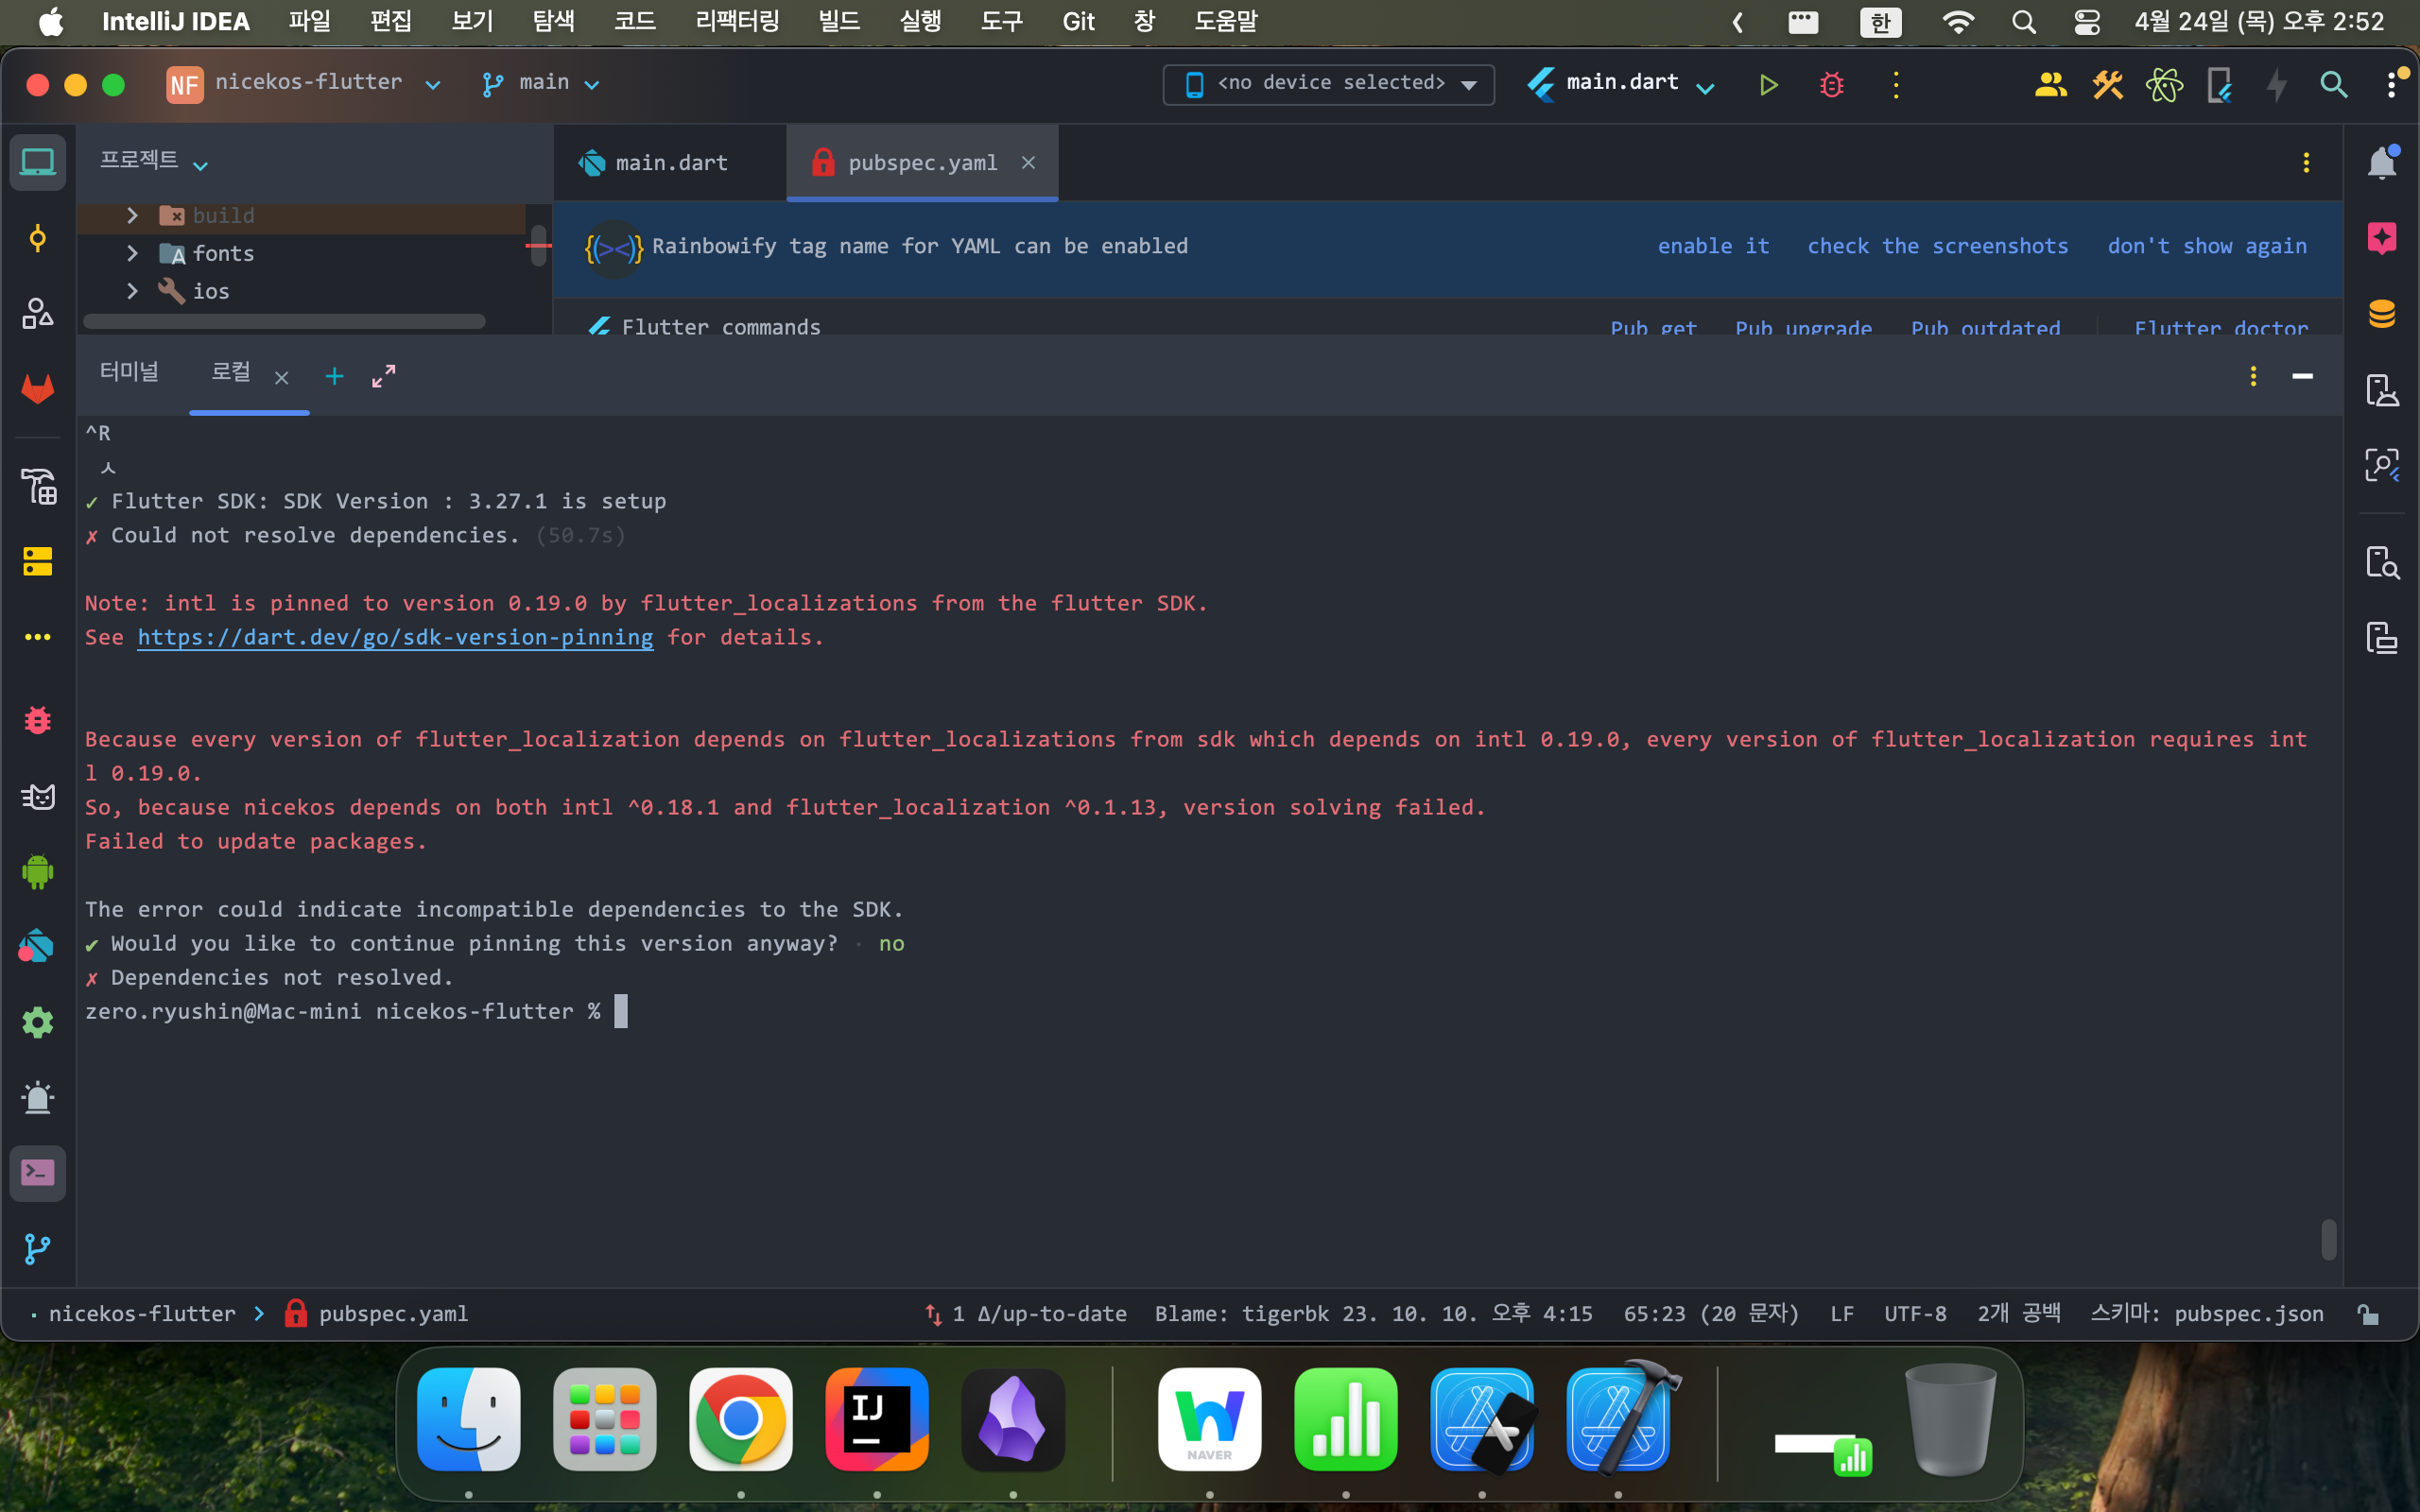 IntelliJ IDEA 파일 편집 보기 탐색 코드 리팩터링 빌드 실행 도구 Git 창 도움말 한 4월 24일 (목) 오후 2:52
NF nicekos-flutter main <no device selected> main.dart
프로젝트 main.dart pubspec.yaml
build
fonts
ios
{(><)} Rainbowify tag name for YAML can be enabled enable it check the screenshots don't show again
Flutter commands Pub get Pub upgrade Pub outdated Flutter doctor
터미널 로컬
^R
ㅅ
✓ Flutter SDK: SDK Version : 3.27.1 is setup
✗ Could not resolve dependencies. (50.7s)
Note: intl is pinned to version 0.19.0 by flutter_localizations from the flutter SDK.
See https://dart.dev/go/sdk-version-pinning for details.
Because every version of flutter_localization depends on flutter_localizations from sdk which depends on intl 0.19.0, every version of flutter_localization requires int
l 0.19.0.
So, because nicekos depends on both intl ^0.18.1 and flutter_localization ^0.1.13, version solving failed.
Failed to update packages.
The error could indicate incompatible dependencies to the SDK.
✔ Would you like to continue pinning this version anyway? · no
✗ Dependencies not resolved.
zero.ryushin@Mac-mini nicekos-flutter %
nicekos-flutter pubspec.yaml 1 Δ/up-to-date Blame: tigerbk 23. 10. 10. 오후 4:15 65:23 (20 문자) LF UTF-8 2개 공백 스키마: pubspec.json
IJ
NAVER